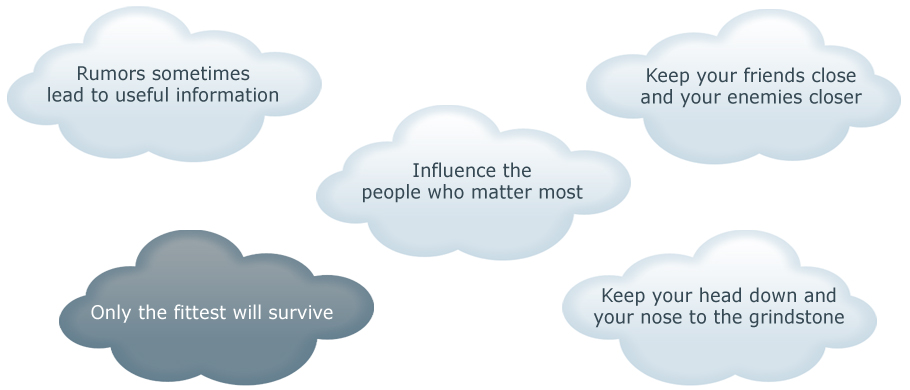 Rumors sometimes
lead to useful information
Keep your friends close
and your enemies closer
Influence the
people who matter most
Only the fittest will survive
Keep your head down and
your nose to the grindstone